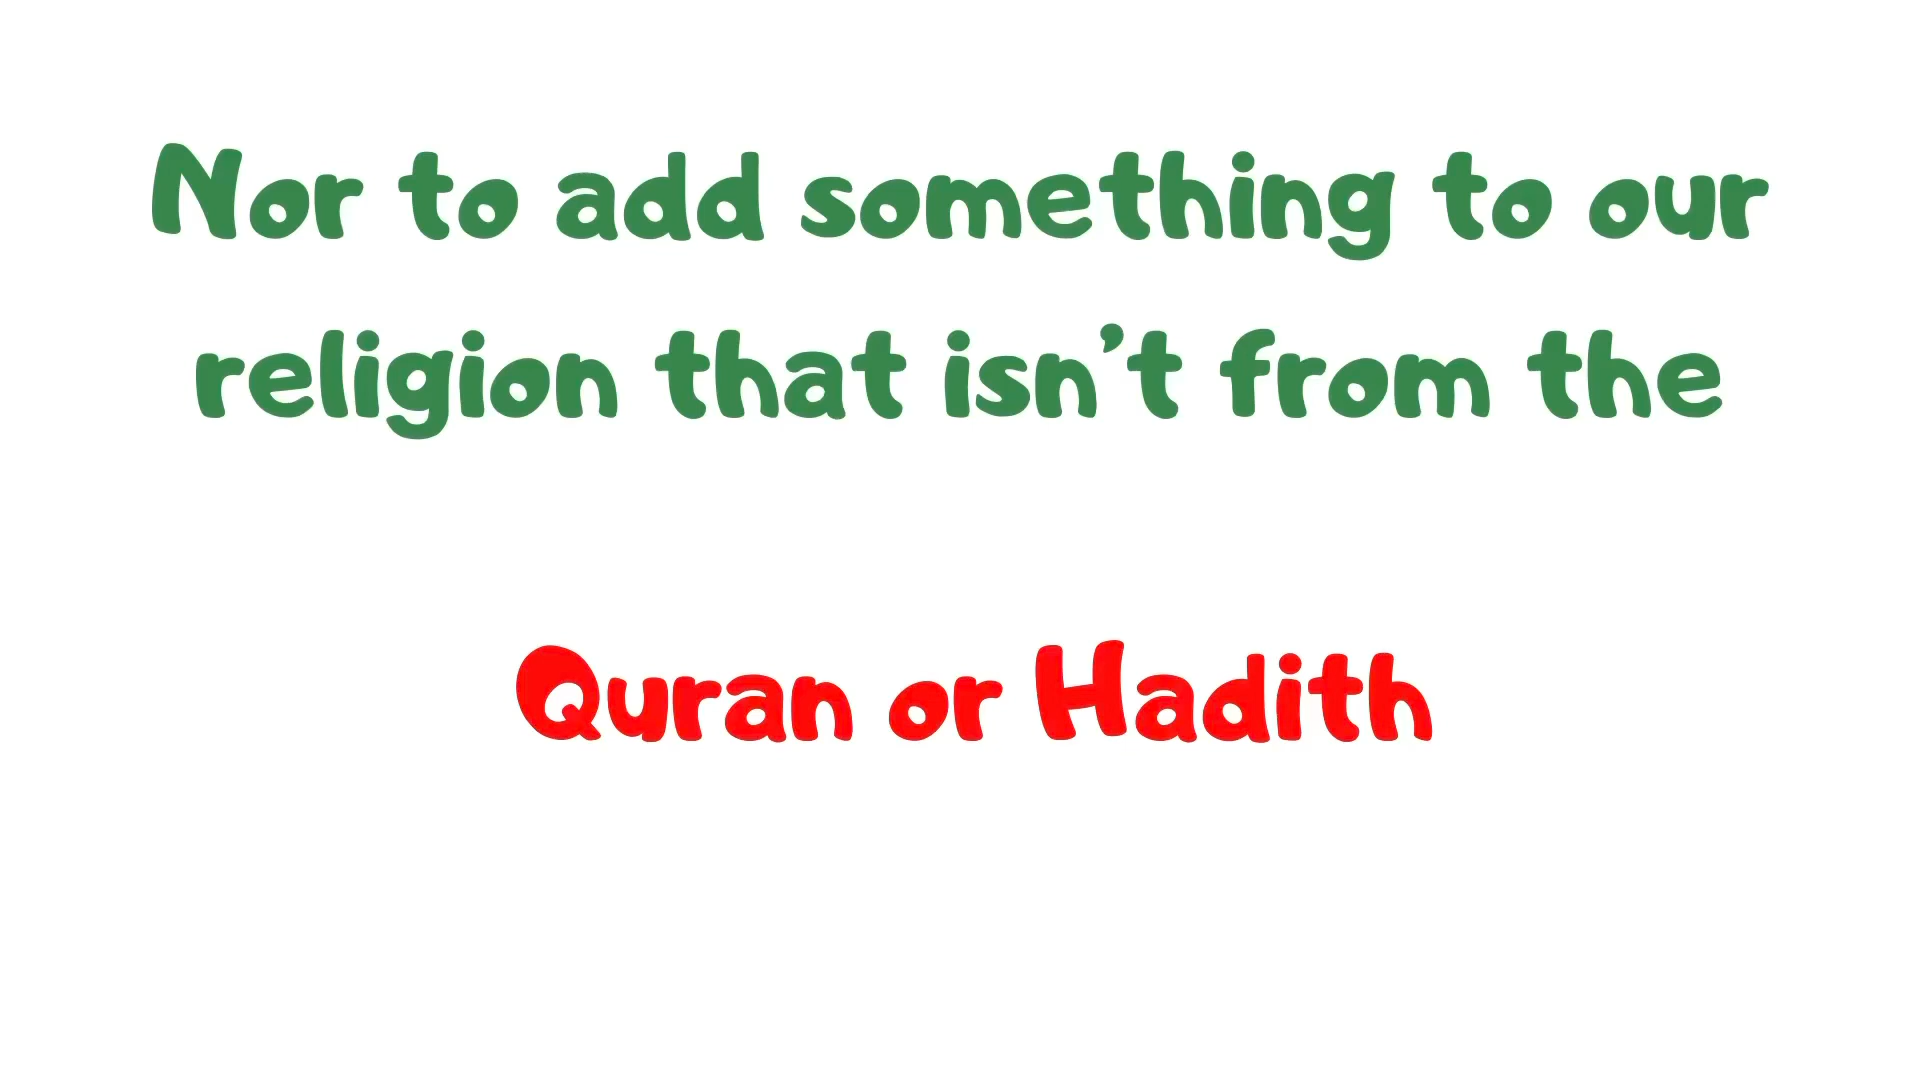 Nor to add something to our
religion that isn’t from the
Quran or Hadith